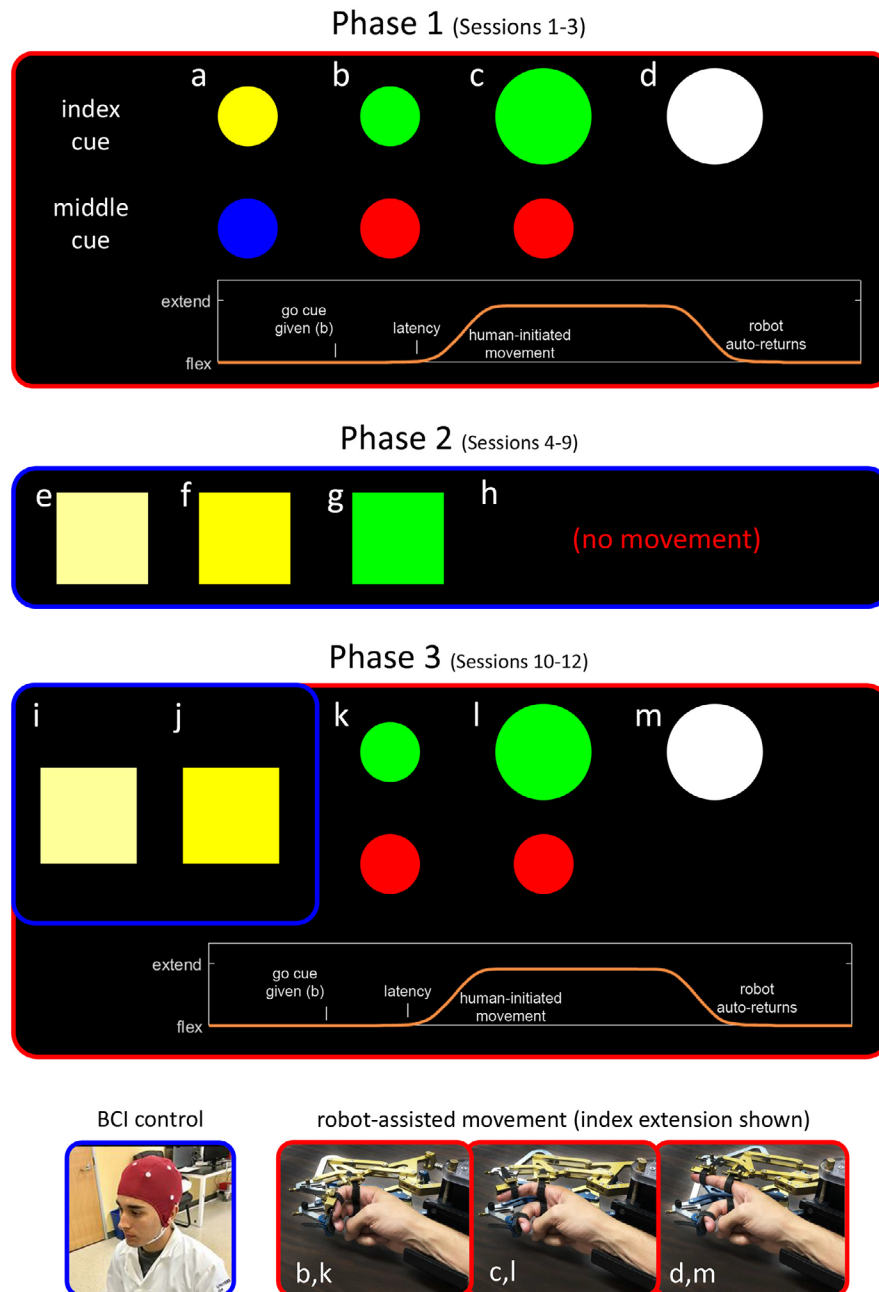 Phase 1 (Sessions 1-3)
a b c d
index
cue
middle
cue
extend
flex
go cue
given (b)
latency
human-initiated
movement
robot
auto-returns
Phase 2 (Sessions 4-9)
e f g h
(no movement)
Phase 3 (Sessions 10-12)
i j k l m
extend
flex
go cue
given (b)
latency
human-initiated
movement
robot
auto-returns
BCI control
robot-assisted movement (index extension shown)
b,k c,l d,m